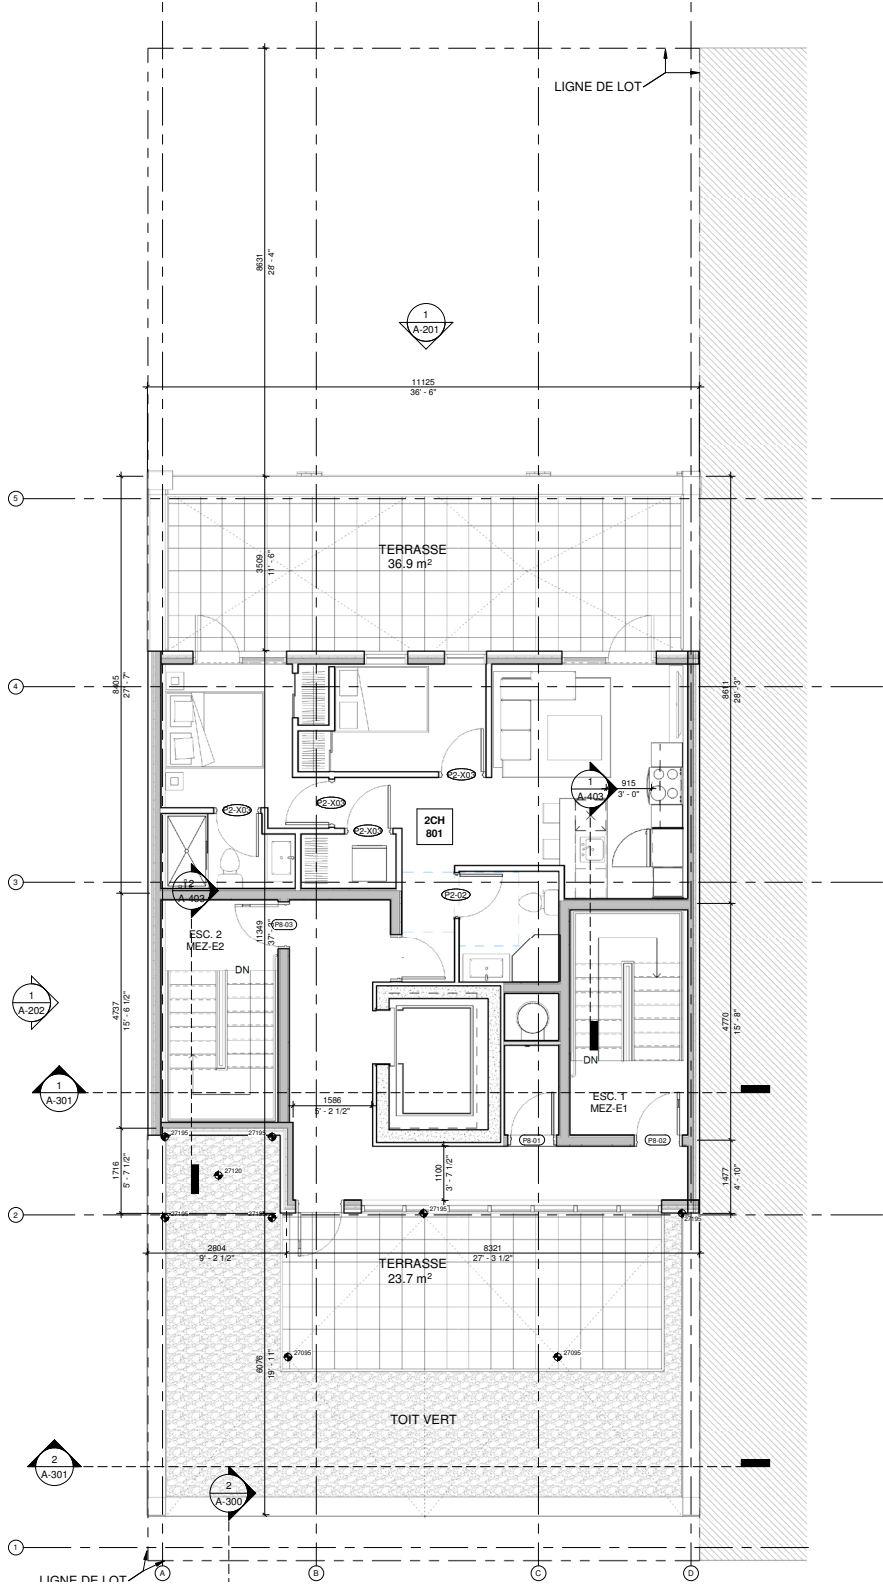 LIGNE DE LOT
8631
28' - 4"
1
A-201
11125
36' - 6"
5
TERRASSE
36.9 m²
3509
11' - 6"
4
8405
27' - 7"
8611
28' - 3"
P2-X03
P2-X03
P2-X03
P2-X03
2CH
801
1
A-403
915
3' - 0"
3
2
A-403
P2-02
P8-03
11349
37' - 3"
ESC. 2
MEZ-E2
DN
1
A-202
4737
15' - 6 1/2"
4770
15' - 8"
DN
ESC. 1
MEZ-E1
1
A-301
1586
5' - 2 1/2"
P8-01
P8-02
27195
27195
27120
1716
5' - 7 1/2"
1100
3' - 7 1/2"
1477
4' - 10"
2
27195
27195
27195
27195
2804
9' - 2 1/2"
8321
27' - 3 1/2"
TERRASSE
23.7 m²
27095
27095
6076
19' - 11"
TOIT VERT
2
A-301
2
A-300
1
LIGNE DE LOT
A
B
C
D